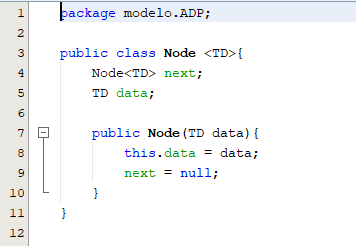 1 package modelo.ADP;
2
3 public class Node <TD>{
4 Node<TD> next;
5 TD data;
6
7 public Node(TD data){
8 this.data = data;
9 next = null;
10 }
11 }
12